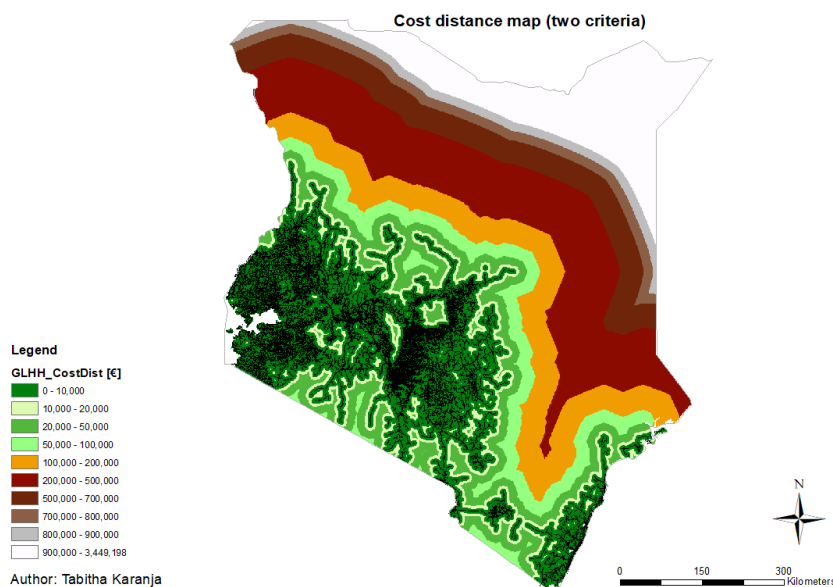 Cost distance map (two criteria)
Legend
GLHH_CostDist [€]
0 - 10,000
10,000 - 20,000
20,000 - 50,000
50,000 - 100,000
100,000 - 200,000
200,000 - 500,000
500,000 - 700,000
700,000 - 800,000
800,000 - 900,000
900,000 - 3,449,198
Author: Tabitha Karanja
N
0 150 300
Kilometers